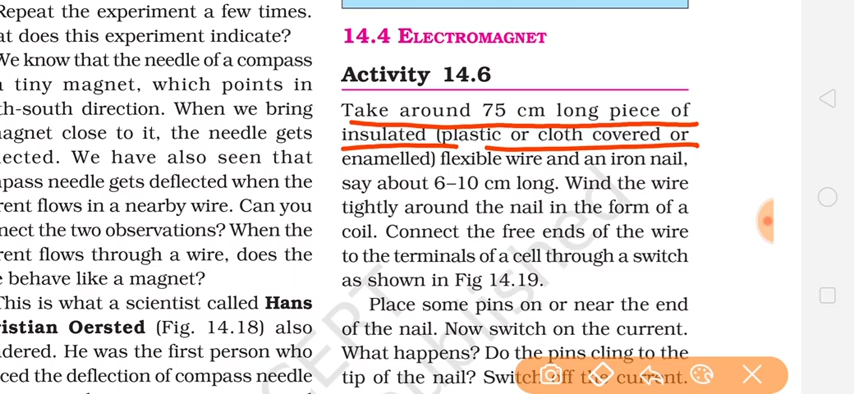 Repeat the experiment a few times.
at does this experiment indicate?
We know that the needle of a compass
a tiny magnet, which points in
th-south direction. When we bring
agnet close to it, the needle gets
ected. We have also seen that
pass needle gets deflected when the
rent flows in a nearby wire. Can you
nect the two observations? When the
rent flows through a wire, does the
e behave like a magnet?
This is what a scientist called Hans
ristian Oersted (Fig. 14.18) also
dered. He was the first person who
ced the deflection of compass needle
14.4 ELECTROMAGNET
Activity 14.6
Take around 75 cm long piece of
insulated (plastic or cloth covered or
enamelled) flexible wire and an iron nail,
say about 6–10 cm long. Wind the wire
tightly around the nail in the form of a
coil. Connect the free ends of the wire
to the terminals of a cell through a switch
as shown in Fig 14.19.
Place some pins on or near the end
of the nail. Now switch on the current.
What happens? Do the pins cling to the
tip of the nail? Switch off the current.